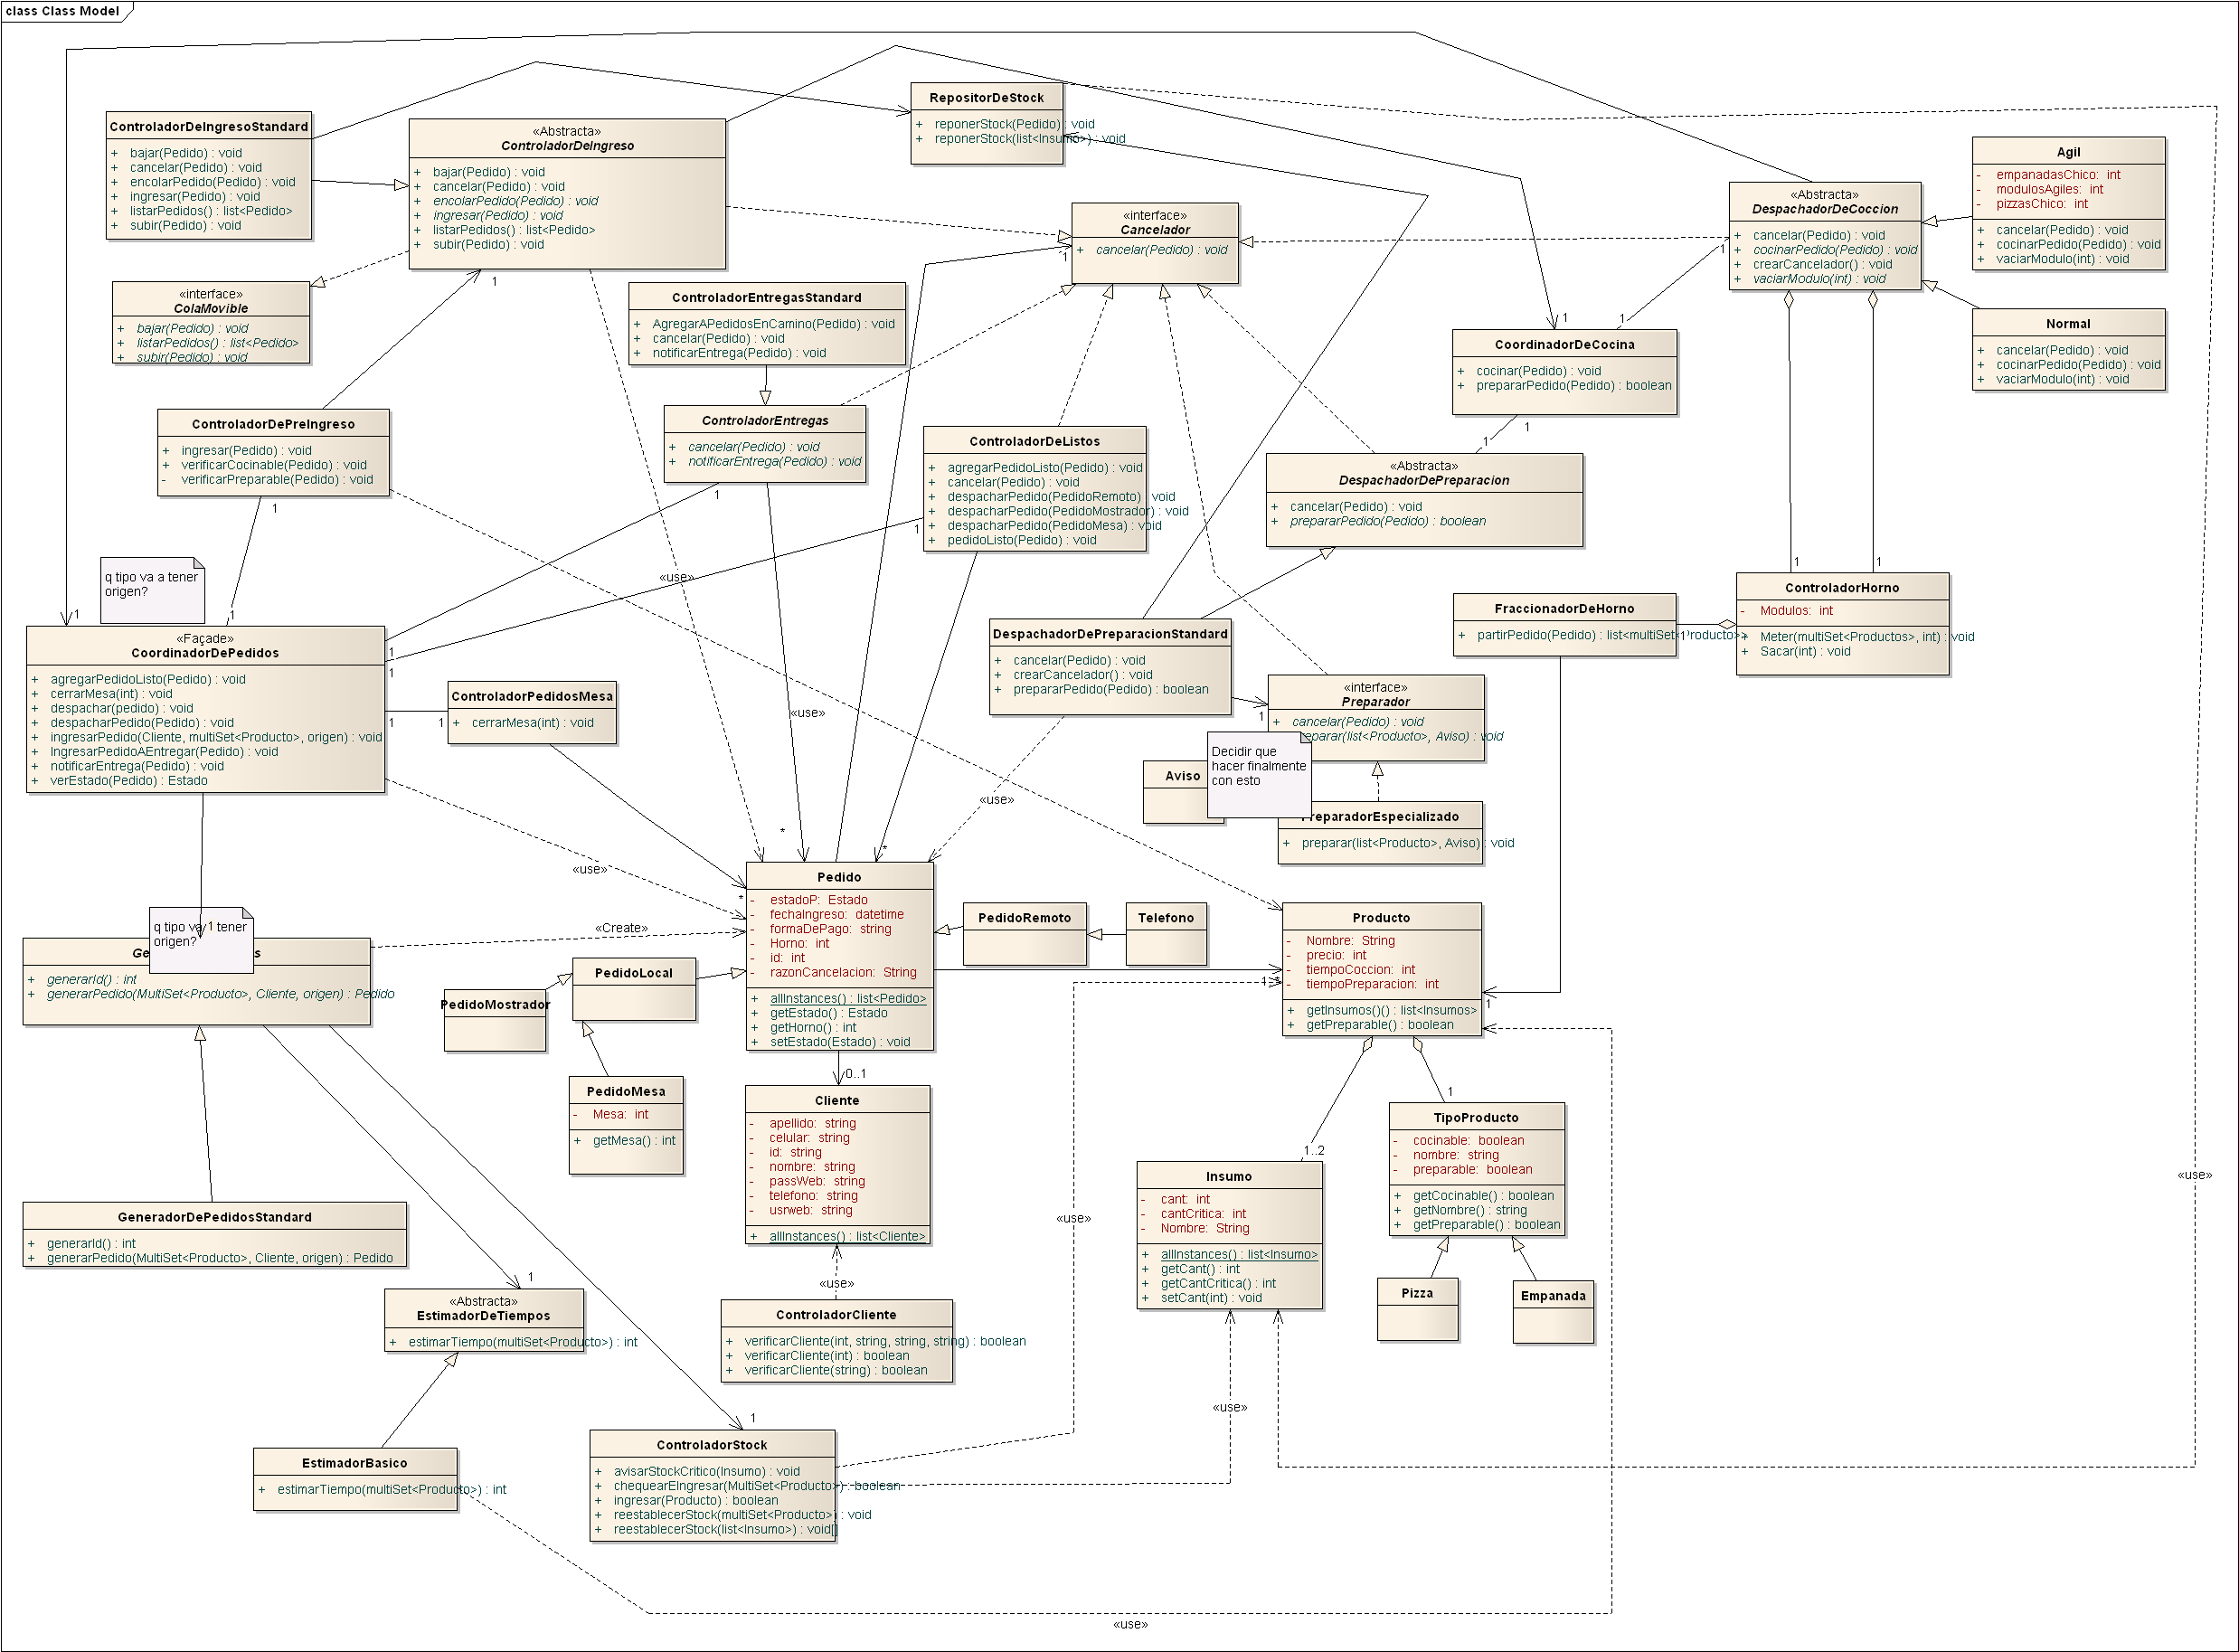 class Class Model
ControladorDeIngresoStandard
+ bajar(Pedido) : void
+ cancelar(Pedido) : void
+ encolarPedido(Pedido) : void
+ ingresar(Pedido) : void
+ listarPedidos() : list<Pedido>
+ subir(Pedido) : void
«Abstracta»
ControladorDeIngreso
+ bajar(Pedido) : void
+ cancelar(Pedido) : void
+ encolarPedido(Pedido) : void
+ ingresar(Pedido) : void
+ listarPedidos() : list<Pedido>
+ subir(Pedido) : void
RepositorDeStock
+ reponerStock(Pedido) : void
+ reponerStock(list<Insumo>) : void
«interface»
Cancelador
+ cancelar(Pedido) : void
1
«Abstracta»
DespachadorDeCoccion
+ cancelar(Pedido) : void
+ cocinarPedido(Pedido) : void
+ crearCancelador() : void
+ vaciarModulo(int) : void
1
Agil
- empanadasChico: int
- modulosAgiles: int
- pizzasChico: int
+ cancelar(Pedido) : void
+ cocinarPedido(Pedido) : void
+ vaciarModulo(int) : void
Normal
+ cancelar(Pedido) : void
+ cocinarPedido(Pedido) : void
+ vaciarModulo(int) : void
«interface»
ColaMovible
+ bajar(Pedido) : void
+ listarPedidos() : list<Pedido>
+ subir(Pedido) : void
1
ControladorEntregasStandard
+ AgregarAPedidosEnCamino(Pedido) : void
+ cancelar(Pedido) : void
+ notificarEntrega(Pedido) : void
1
1
CoordinadorDeCocina
+ cocinar(Pedido) : void
+ prepararPedido(Pedido) : boolean
1
1
ControladorDePreIngreso
+ ingresar(Pedido) : void
+ verificarCocinable(Pedido) : void
- verificarPreparable(Pedido) : void
1
ControladorEntregas
+ cancelar(Pedido) : void
+ notificarEntrega(Pedido) : void
1
ControladorDeListos
+ agregarPedidoListo(Pedido) : void
+ cancelar(Pedido) : void
+ despacharPedido(PedidoRemoto) : void
+ despacharPedido(PedidoMostrador) : void
+ despacharPedido(PedidoMesa) : void
+ pedidoListo(Pedido) : void
1
«Abstracta»
DespachadorDePreparacion
+ cancelar(Pedido) : void
+ prepararPedido(Pedido) : boolean
q tipo va a tener
origen?
«use»
1
1
1
1
ControladorHorno
- Modulos: int
+ Meter(multiSet<Productos>, int) : void
+ Sacar(int) : void
FraccionadorDeHorno
+ partirPedido(Pedido) : list<multiSet<Producto>>
1
«Façade»
CoordinadorDePedidos
+ agregarPedidoListo(Pedido) : void
+ cerrarMesa(int) : void
+ despachar(pedido) : void
+ despacharPedido(Pedido) : void
+ ingresarPedido(Cliente, multiSet<Producto>, origen) : void
+ IngresarPedidoAEntregar(Pedido) : void
+ notificarEntrega(Pedido) : void
+ verEstado(Pedido) : Estado
1
1
1
1
ControladorPedidosMesa
+ cerrarMesa(int) : void
DespachadorDePreparacionStandard
+ cancelar(Pedido) : void
+ crearCancelador() : void
+ prepararPedido(Pedido) : boolean
1
«interface»
Preparador
+ cancelar(Pedido) : void
eparar(list<Producto>, Aviso) : void
«use»
Decidir que
hacer finalmente
con esto
Aviso
PreparadorEspecializado
+ preparar(list<Producto>, Aviso) : void
«use»
«use»
*
*
*
Pedido
- estadoP: Estado
- fechaIngreso: datetime
- formaDePago: string
- Horno: int
- id: int
- razonCancelacion: String
+ allInstances() : list<Pedido>
+ getEstado() : Estado
+ getHorno() : int
+ setEstado(Estado) : void
PedidoRemoto
Telefono
Producto
- Nombre: String
- precio: int
- tiempoCoccion: int
- tiempoPreparacion: int
+ getInsumos()() : list<Insumos>
+ getPreparable() : boolean
1
*
1
q tipo va 1 tener
origen?
Ge
s
+ generarId() : int
+ generarPedido(MultiSet<Producto>, Cliente, origen) : Pedido
«Create»
PedidoLocal
PedidoMostrador
PedidoMesa
- Mesa: int
+ getMesa() : int
0..1
Cliente
- apellido: string
- celular: string
- id: string
- nombre: string
- passWeb: string
- telefono: string
- usrweb: string
+ allInstances() : list<Cliente>
«use»
1
TipoProducto
- cocinable: boolean
- nombre: string
- preparable: boolean
+ getCocinable() : boolean
+ getNombre() : string
+ getPreparable() : boolean
1..2
Insumo
- cant: int
- cantCritica: int
- Nombre: String
+ allInstances() : list<Insumo>
+ getCant() : int
+ getCantCritica() : int
+ setCant(int) : void
«use»
«use»
GeneradorDePedidosStandard
+ generarId() : int
+ generarPedido(MultiSet<Producto>, Cliente, origen) : Pedido
1
«Abstracta»
EstimadorDeTiempos
+ estimarTiempo(multiSet<Producto>) : int
ControladorCliente
+ verificarCliente(int, string, string, string) : boolean
+ verificarCliente(int) : boolean
+ verificarCliente(string) : boolean
Pizza
Empanada
«use»
1
EstimadorBasico
+ estimarTiempo(multiSet<Producto>) : int
ControladorStock
+ avisarStockCritico(Insumo) : void
+ chequearEIngresar(MultiSet<Producto>) : boolean
+ ingresar(Producto) : boolean
+ reestablecerStock(multiSet<Producto>) : void
+ reestablecerStock(list<Insumo>) : void[]
«use»